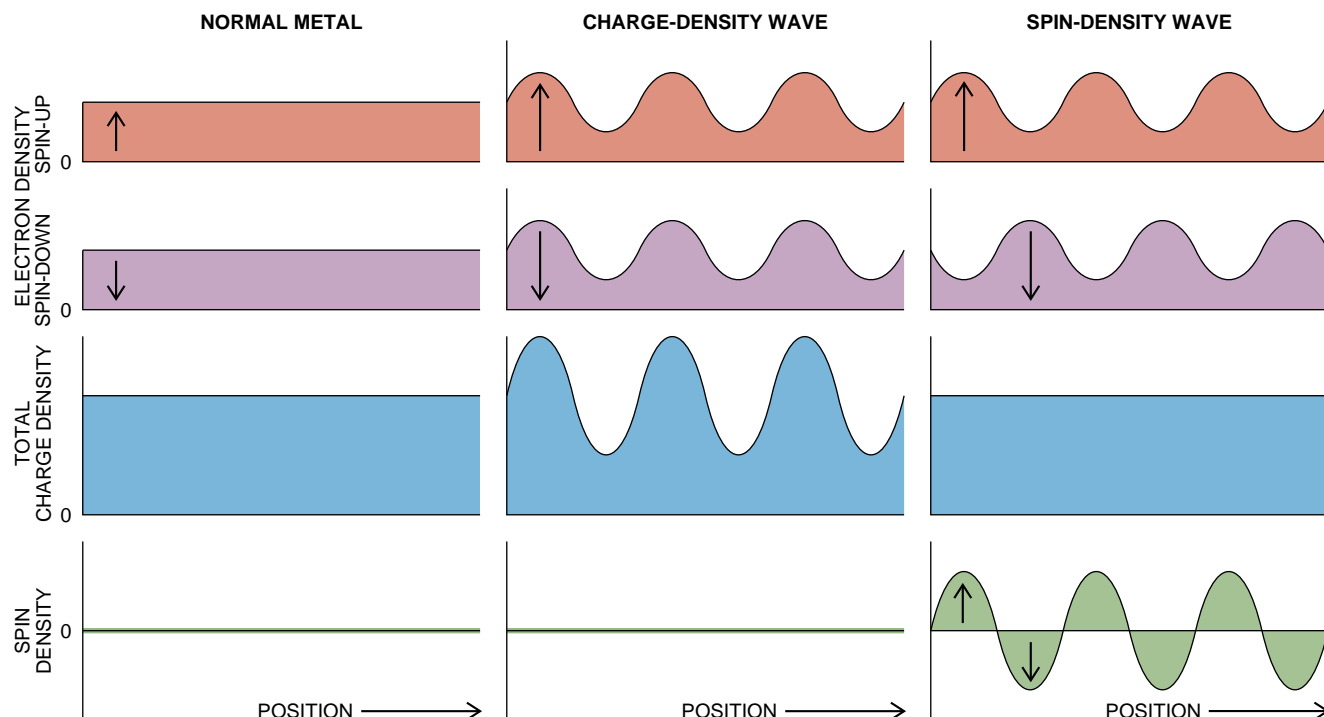 NORMAL METAL
CHARGE-DENSITY WAVE
SPIN-DENSITY WAVE
ELECTRON DENSITY
SPIN-UP
0
SPIN-DOWN
0
TOTAL
CHARGE DENSITY
0
SPIN
DENSITY
0
POSITION
POSITION
POSITION